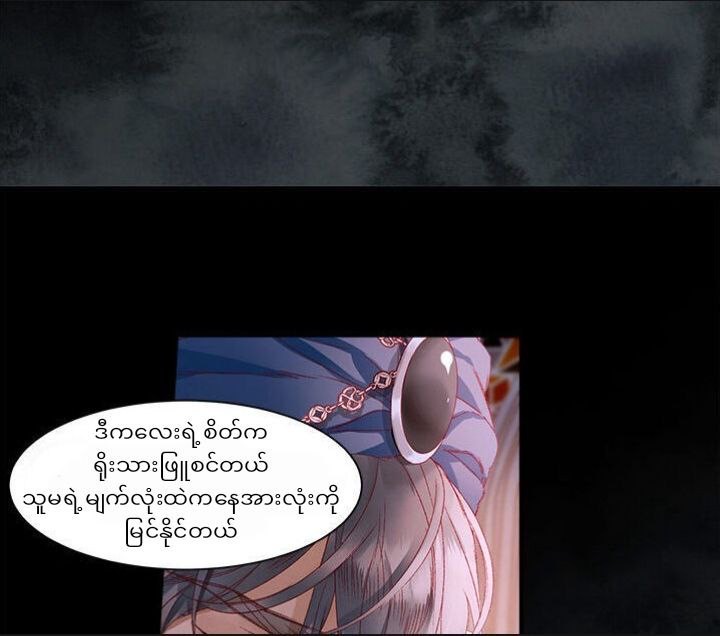 ဒီကလေးရဲ့စိတ်က
ရိုးသားဖြူစင်တယ်
သူမရဲ့မျက်လုံးထဲကနေအားလုံးကို
မြင်နိုင်တယ်